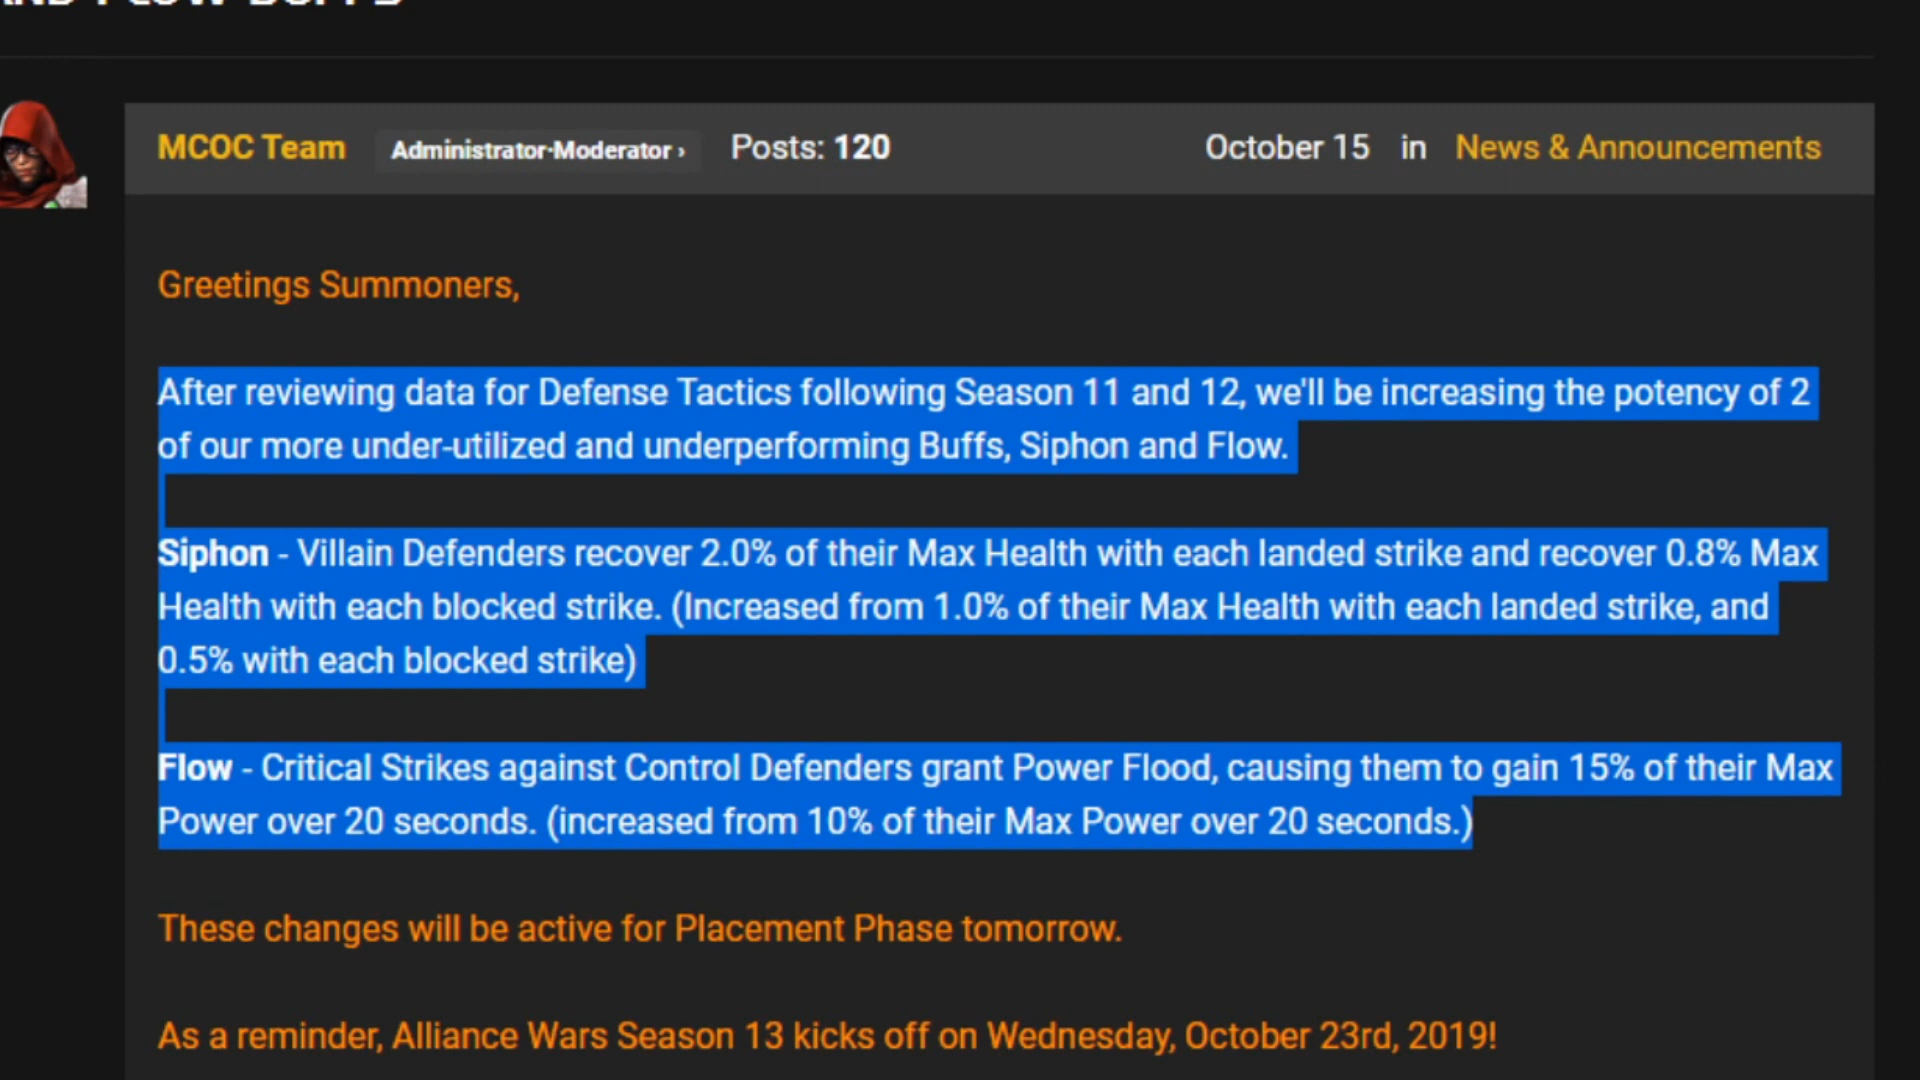 AND FLOW BUFFS
MCOC Team Administrator·Moderator › Posts: 120 October 15 in News & Announcements
Greetings Summoners,
After reviewing data for Defense Tactics following Season 11 and 12, we'll be increasing the potency of 2
of our more under-utilized and underperforming Buffs, Siphon and Flow.
Siphon - Villain Defenders recover 2.0% of their Max Health with each landed strike and recover 0.8% Max
Health with each blocked strike. (Increased from 1.0% of their Max Health with each landed strike, and
0.5% with each blocked strike)
Flow - Critical Strikes against Control Defenders grant Power Flood, causing them to gain 15% of their Max
Power over 20 seconds. (increased from 10% of their Max Power over 20 seconds.)
These changes will be active for Placement Phase tomorrow.
As a reminder, Alliance Wars Season 13 kicks off on Wednesday, October 23rd, 2019!